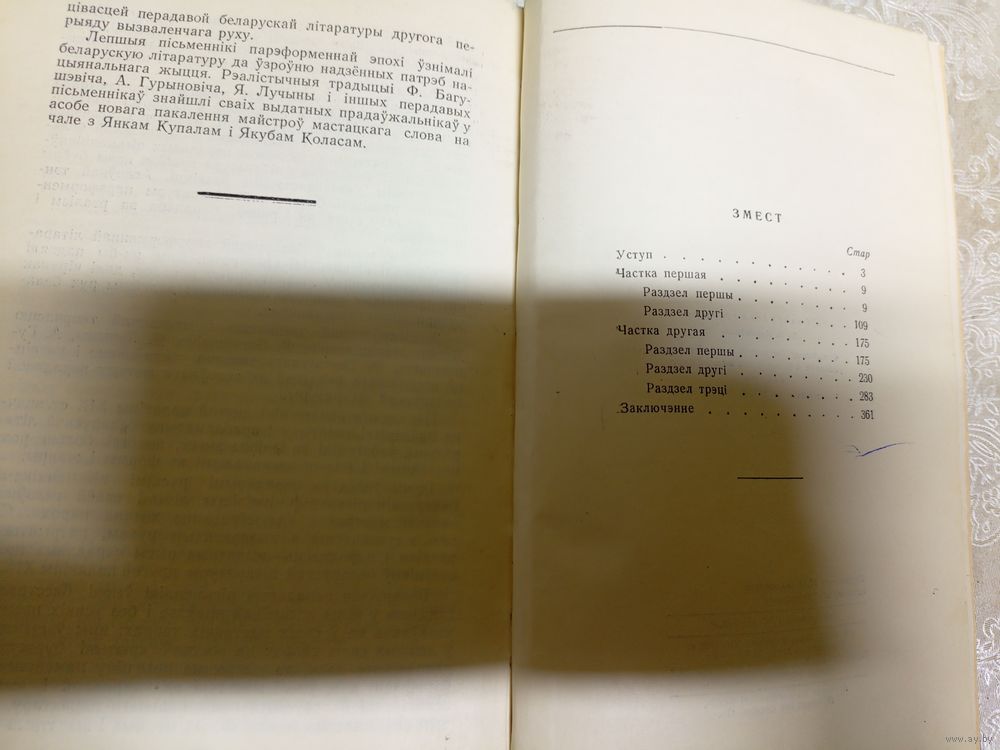 цівасцей перадавой беларускай літаратуры другога пе-
рыяду вызваленчага руху.
Лепшыя пісьменнікі парэформеннай эпохі ўзнімалі
беларускую літаратуру да ўзроўню надзённых патрэб на-
цыянальнага жыцця. Рэалістычныя традыцыі Ф. Багу-
шэвіча, А. Гурыновіча, Я. Лучыны і іншых перадавых
пісьменнікаў знайшлі сваіх выдатных прадаўжальнікаў у
асобе новага пакалення майстроў мастацкага слова на
чале з Янкам Купалам і Якубам Коласам.
ЗМЕСТ
Стар
Уступ . . . . . . . . . 3
Частка першая . . . . . . . . 9
Раздзел першы . . . . . . . 9
Раздзел другі . . . . . . . 109
Частка другая . . . . . . . . 175
Раздзел першы . . . . . . . 175
Раздзел другі . . . . . . . 230
Раздзел трэці . . . . . . . 283
Заключэнне . . . . . . . . 361
www.ay.by